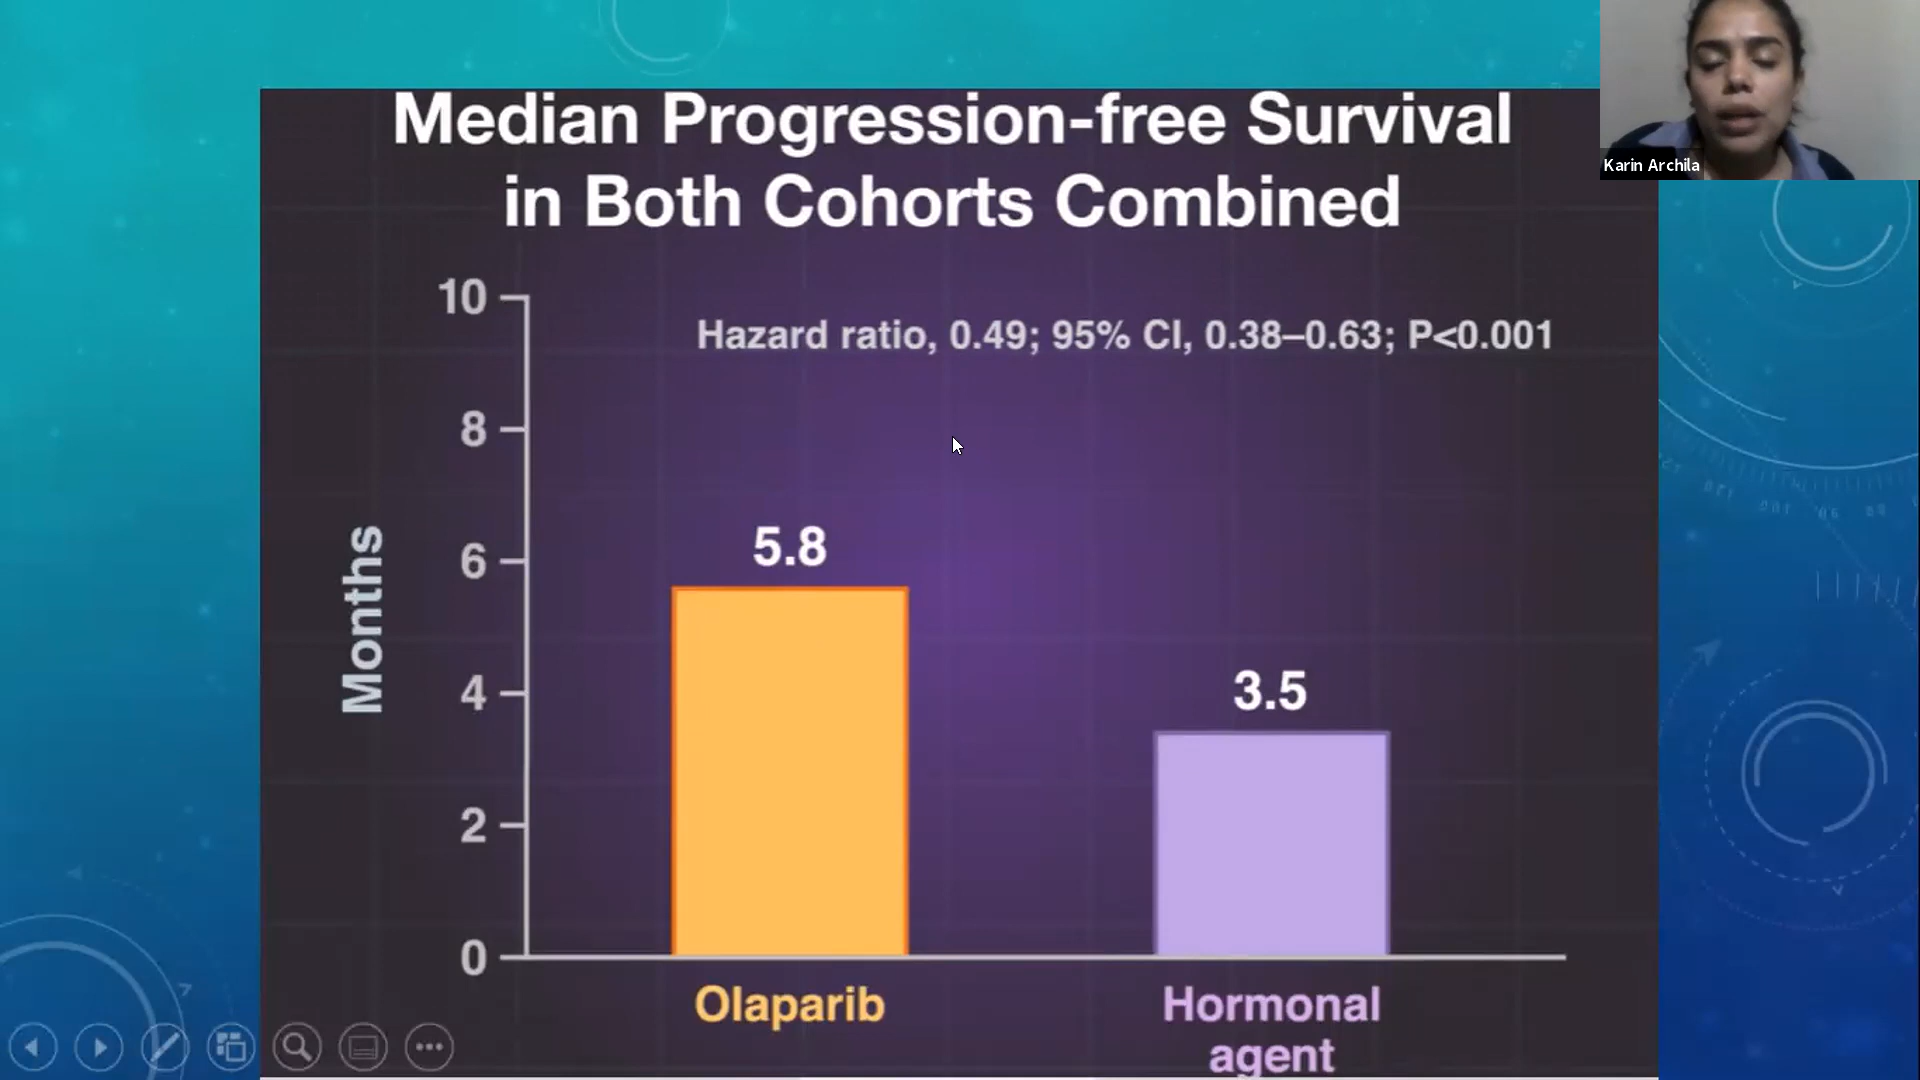 Median Progression-free Survival
in Both Cohorts Combined
Karin Archila
Hazard ratio, 0.49; 95% CI, 0.38–0.63; P<0.001
10
8
6
4
2
0
Months
5.8
3.5
Olaparib
Hormonal
agent